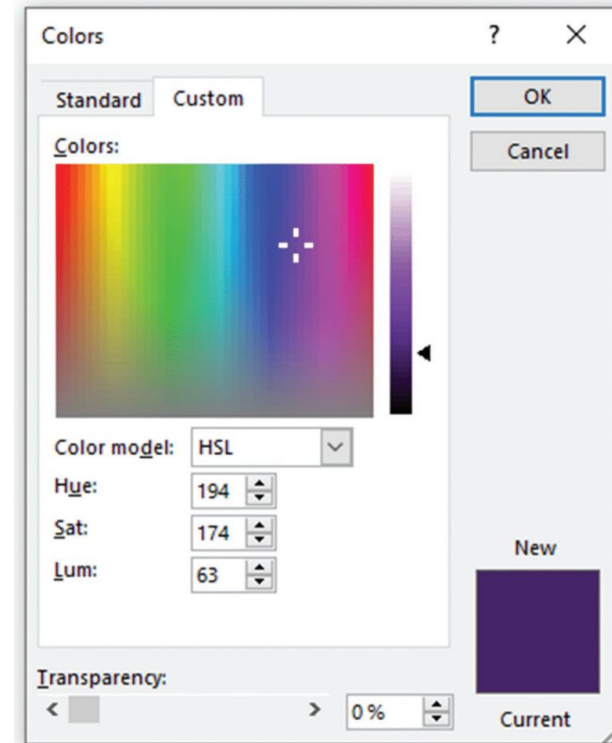 Colors ? ×
Standard Custom OK
Colors: Cancel
Color model: HSL
Hue: 194
Sat: 174
Lum: 63
New
Transparency:
0 %
Current